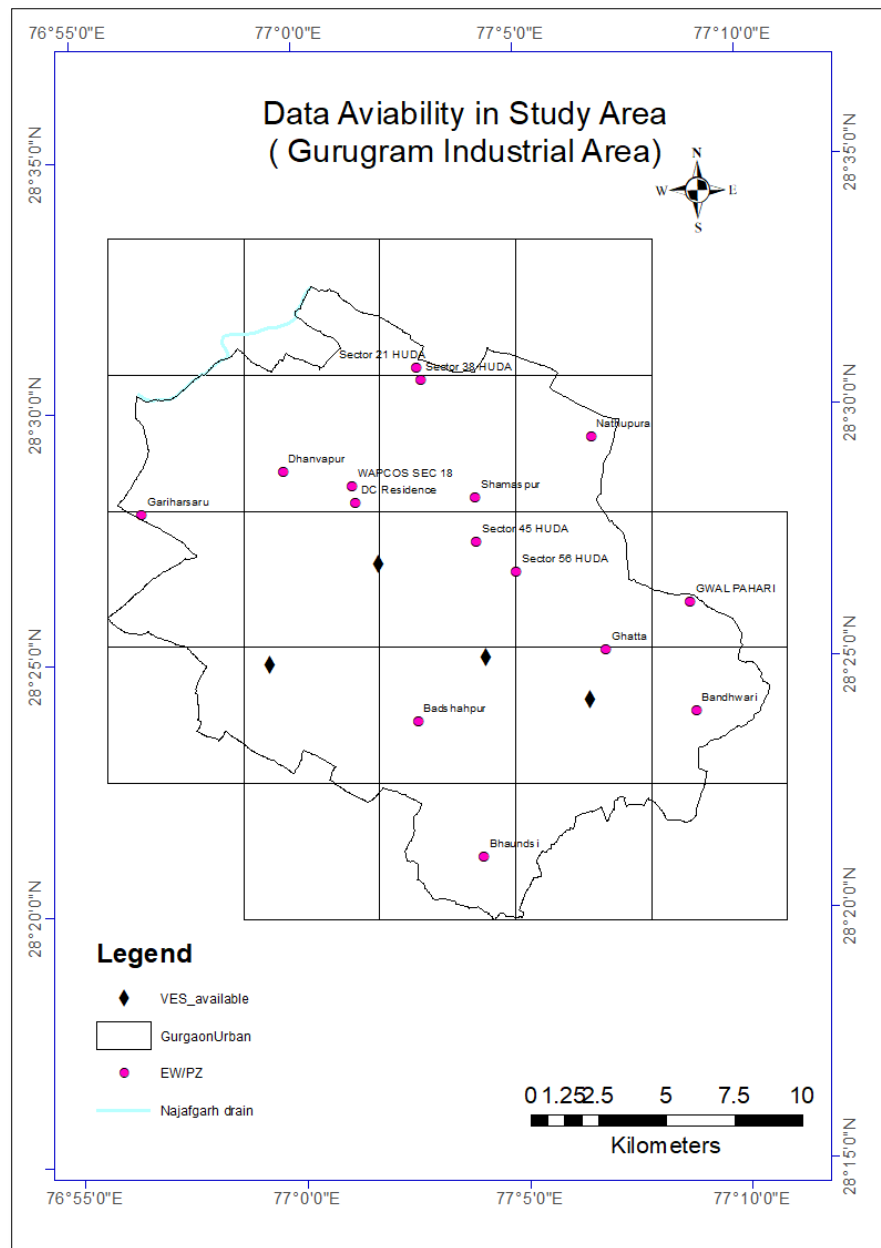 76°55'0"E 77°0'0"E 77°5'0"E 77°10'0"E
Data Aviability in Study Area
( Gurugram Industrial Area)
N
W E
S
28°35'0"N 28°35'0"N
Sector 21 HUDA
Sector 38 HUDA
28°30'0"N 28°30'0"N
Nathupura
Dhanvapur
WAPCOS SEC 18
Shamaspur
DC Residence
Gariharsaru
Sector 45 HUDA
Sector 56 HUDA
GWAL PAHARI
Ghatta
28°25'0"N 28°25'0"N
Bandhwari
Badshahpur
Bhaundsi
28°20'0"N 28°20'0"N
Legend
VES_available
GurgaonUrban
EW/PZ
Najafgarh drain
0 1.25 2.5 5 7.5 10
Kilometers
28°15'0"N
76°55'0"E 77°0'0"E 77°5'0"E 77°10'0"E